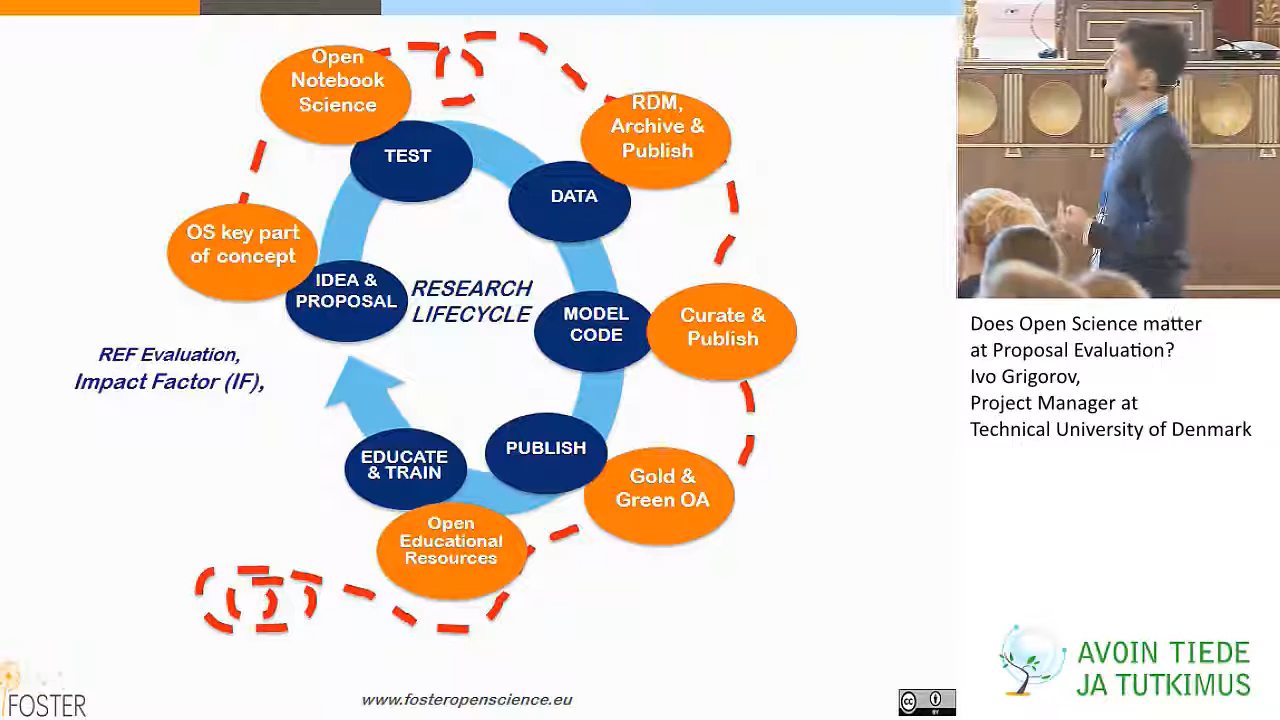 Open
Notebook
Science
RDM,
Archive &
Publish
TEST
DATA
OS key part
of concept
IDEA &
PROPOSAL
RESEARCH
LIFECYCLE
MODEL
CODE
Curate &
Publish
REF Evaluation,
Impact Factor (IF),
EDUCATE
& TRAIN
PUBLISH
Gold &
Green OA
Open
Educational
Resources
FOSTER
www.fosteropenscience.eu
cc
BY
Does Open Science matter
at Proposal Evaluation?
Ivo Grigorov,
Project Manager at
Technical University of Denmark
AVOIN TIEDE
JA TUTKIMUS